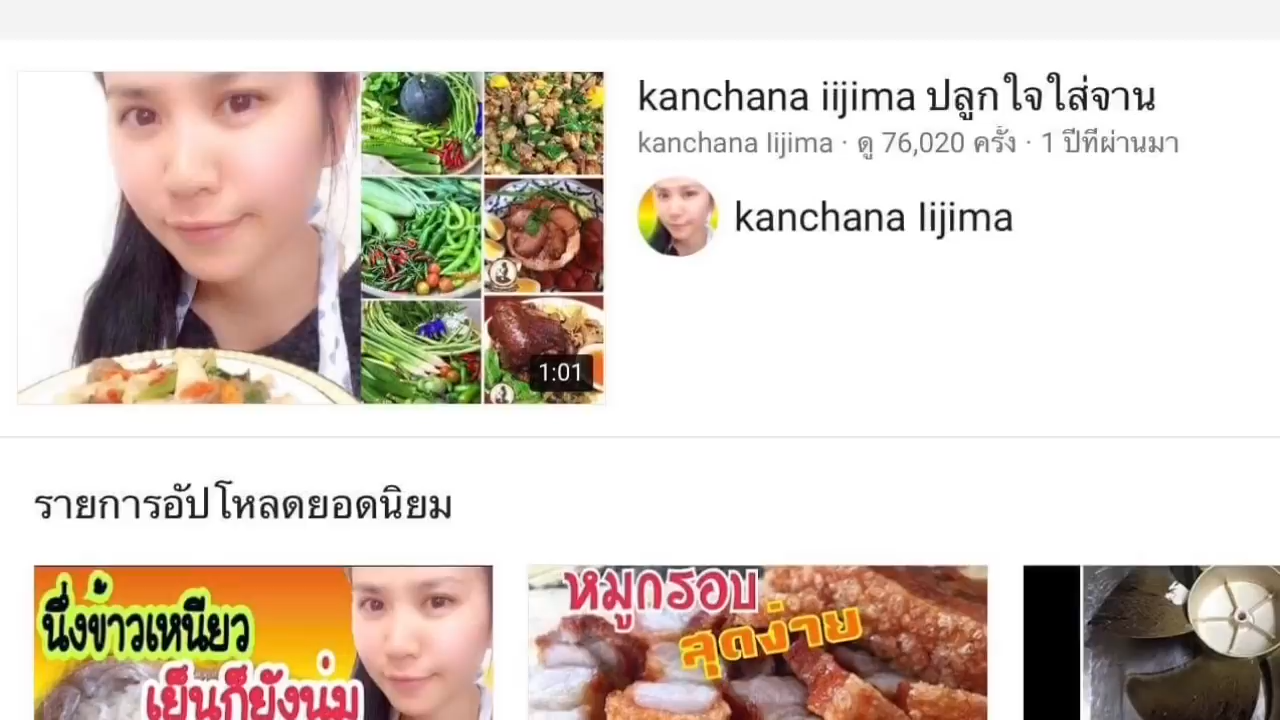 kanchana iijima ปลูกใจใส่จาน
kanchana Iijima · ดู 76,020 ครั้ง · 1 ปีที่ผ่านมา
kanchana Iijima
1:01
รายการอัปโหลดยอดนิยม
นึ่งข้าวเหนียว
เย็นก็ยังนุ่ม
หมูกรอบ
สุดง่าย